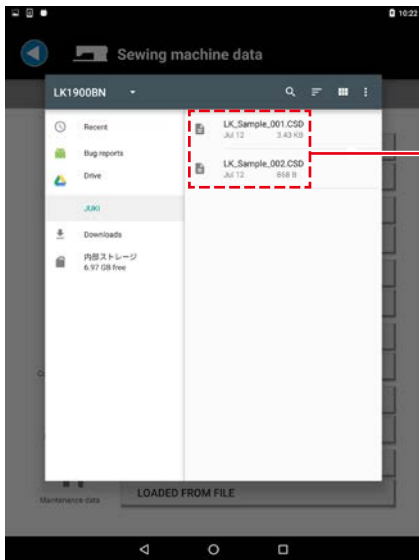 10:22
Sewing machine data
LK1900BN
Recent
Bug reports
Drive
JUKI
Downloads
内部ストレージ
6.97 GB free
LK_Sample_001.CSD
Jul 12 3.43 KB
LK_Sample_002.CSD
Jul 12 868 B
Maintenance data
LOADED FROM FILE